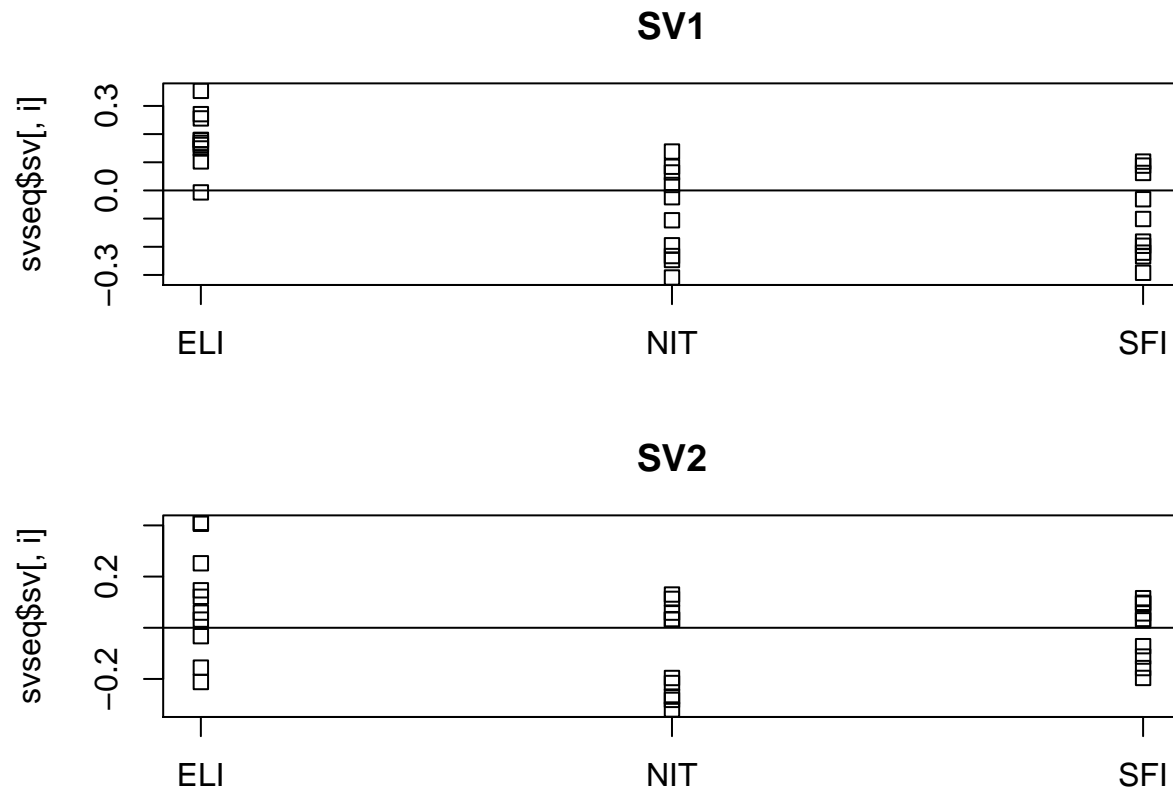 SV1
svseq$sv[, i]
0.3
0.0
−0.3
ELI NIT SFI
SV2
svseq$sv[, i]
0.2
−0.2
ELI NIT SFI